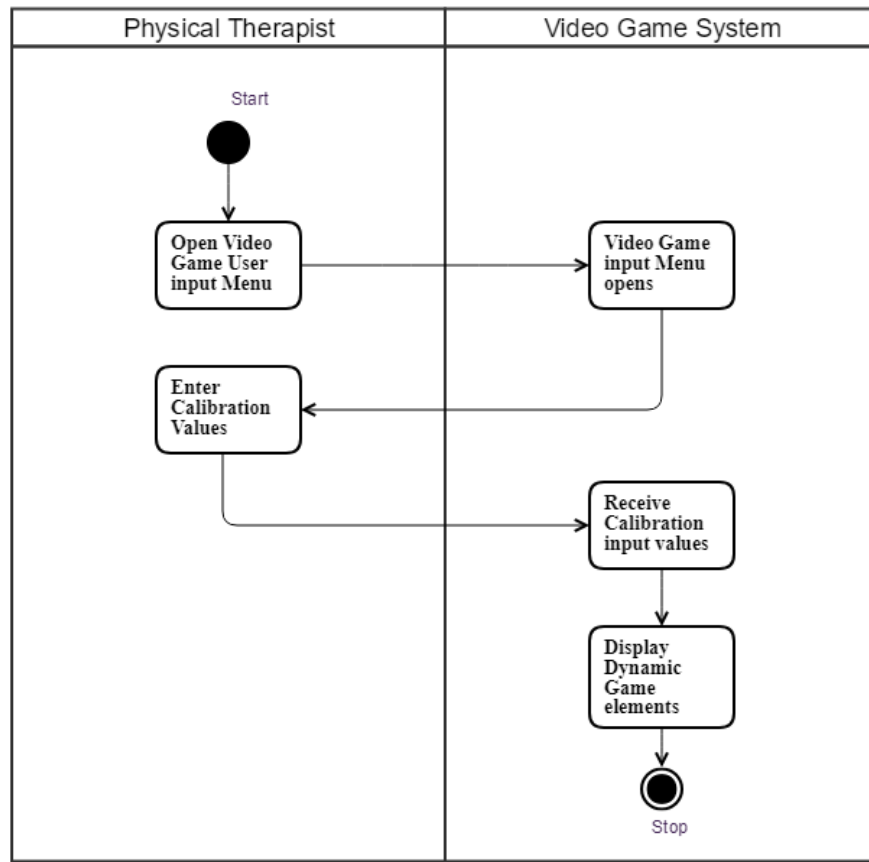 Physical Therapist
Video Game System
Start
Open Video
Game User
input Menu
Video Game
input Menu
opens
Enter
Calibration
Values
Receive
Calibration
input values
Display
Dynamic
Game
elements
Stop